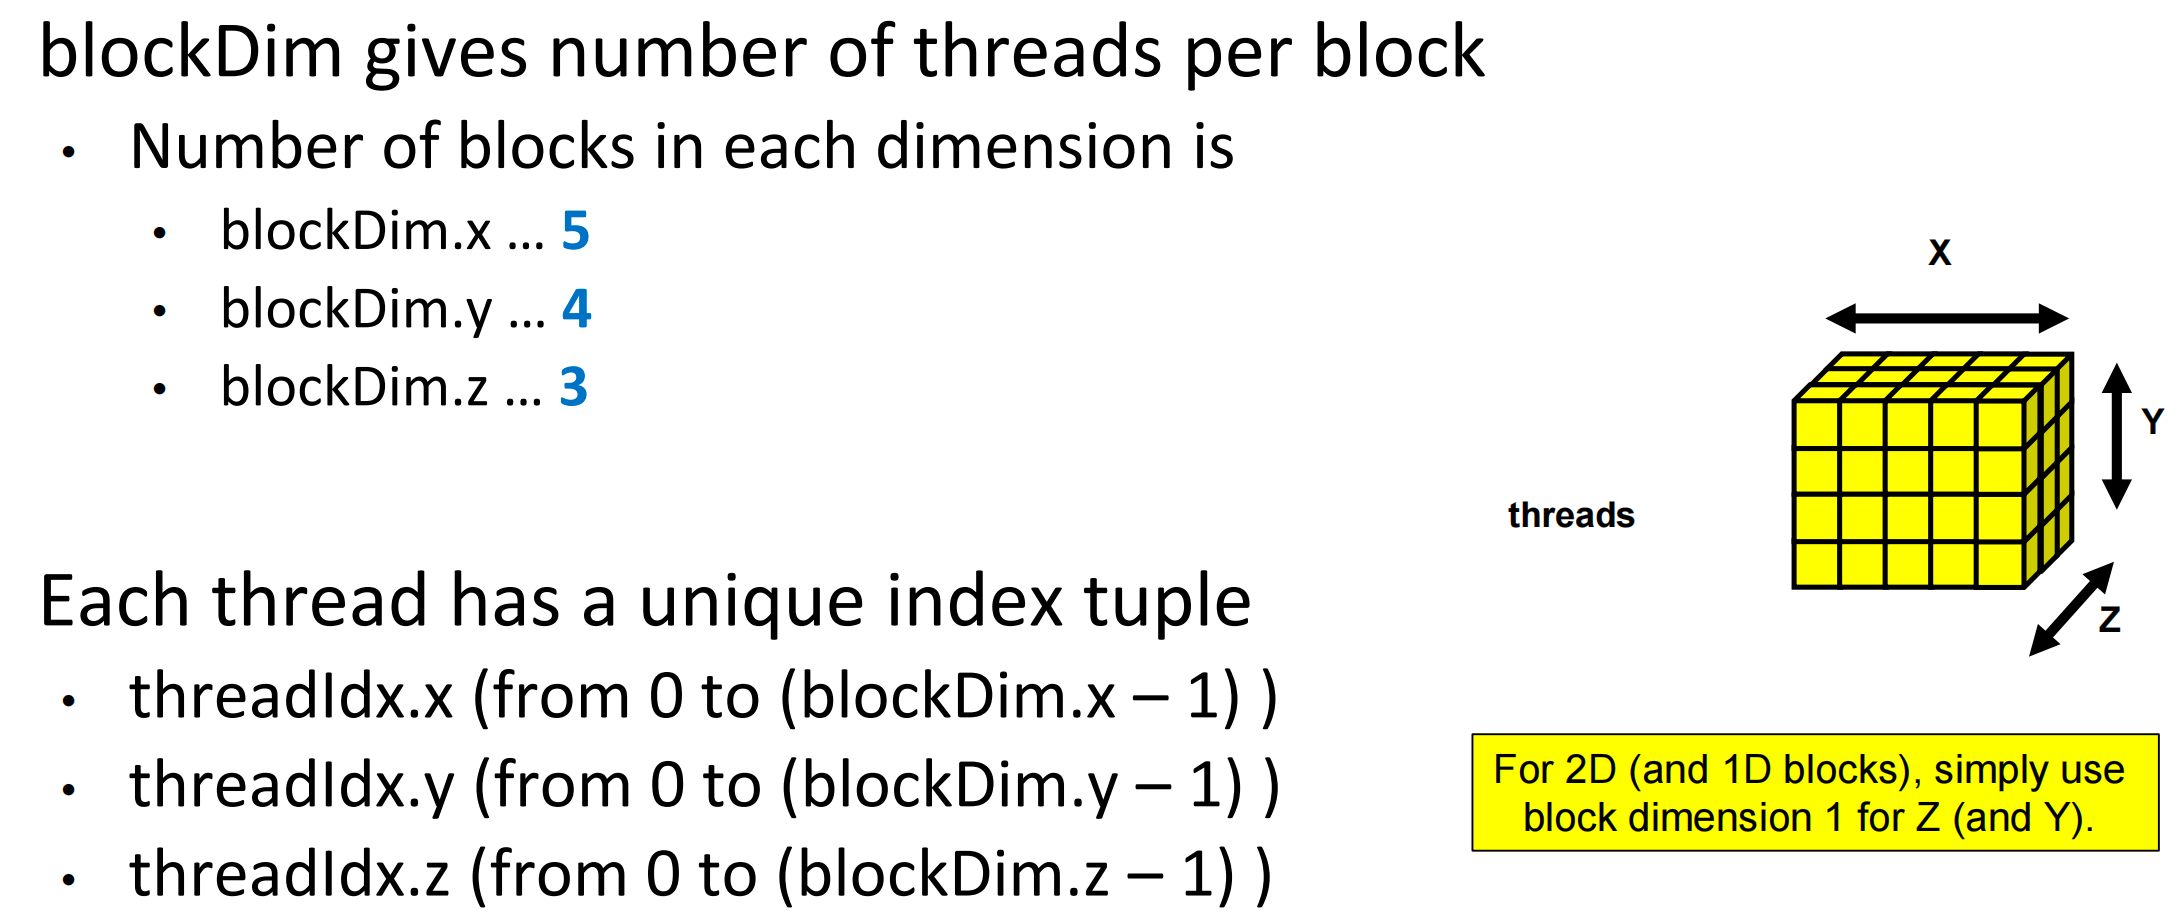 blockDim gives number of threads per block
• Number of blocks in each dimension is
• blockDim.x … 5
• blockDim.y … 4
• blockDim.z … 3
X
Y
threads
Z
Each thread has a unique index tuple
• threadIdx.x (from 0 to (blockDim.x – 1) )
• threadIdx.y (from 0 to (blockDim.y – 1) )
• threadIdx.z (from 0 to (blockDim.z – 1) )
For 2D (and 1D blocks), simply use
block dimension 1 for Z (and Y).